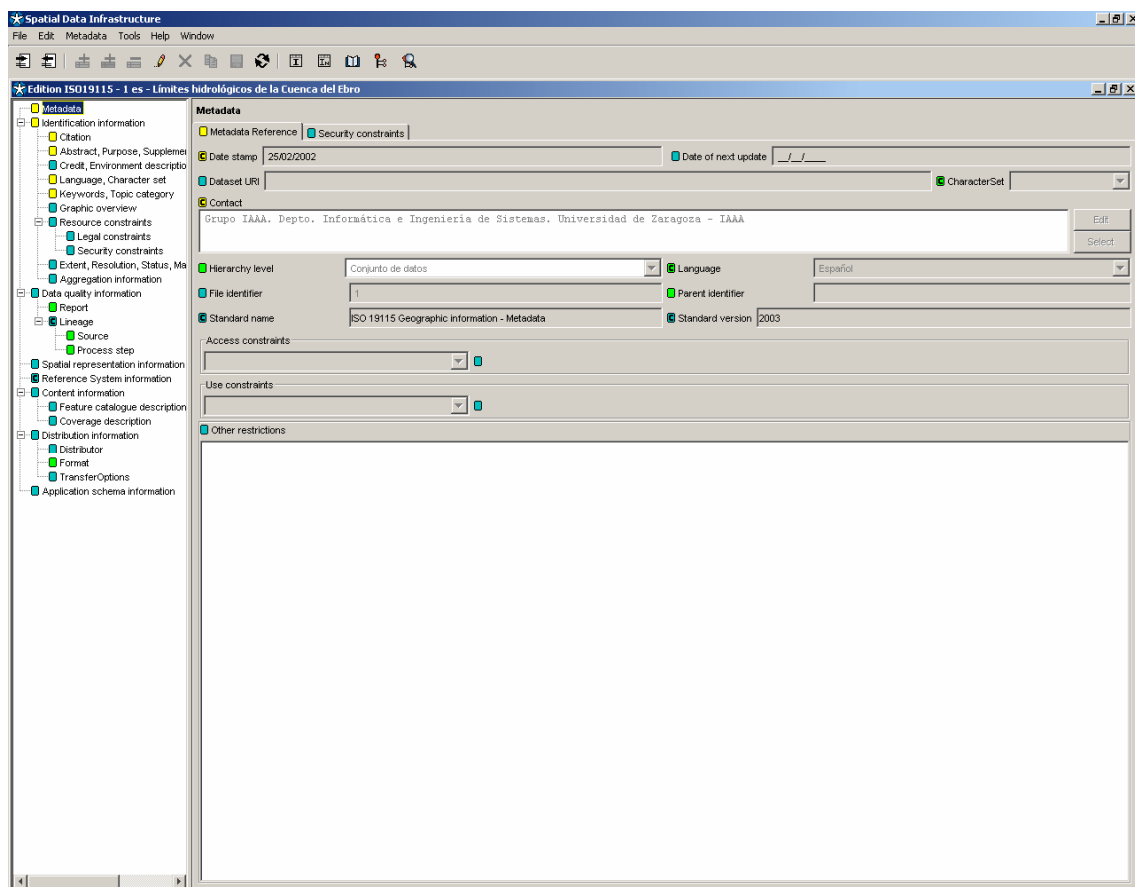 Spatial Data Infrastructure
File Edit Metadata Tools Help Window
Edition ISO19115 - 1 es - Límites hidrológicos de la Cuenca del Ebro
Metadata
Identification information
Citation
Abstract, Purpose, Suppleme
Credit, Environment descriptio
Language, Character set
Keywords, Topic category
Graphic overview
Resource constraints
Legal constraints
Security constraints
Extent, Resolution, Status, Ma
Aggregation information
Data quality information
Report
C Lineage
Source
Process step
Spatial representation information
C Reference System information
Content information
Feature catalogue description
Coverage description
Distribution information
Distributor
Format
TransferOptions
Application schema information
Metadata
Metadata Reference Security constraints
C Date stamp 25/02/2002 Date of next update __/__/____
Dataset URI C CharacterSet
C Contact
Grupo IAAA. Depto. Informática e Ingeniería de Sistemas. Universidad de Zaragoza - IAAA
Edit
Select
Hierarchy level Conjunto de datos C Language Español
File identifier 1 Parent identifier
C Standard name ISO 19115 Geographic information - Metadata C Standard version 2003
Access constraints
Use constraints
Other restrictions